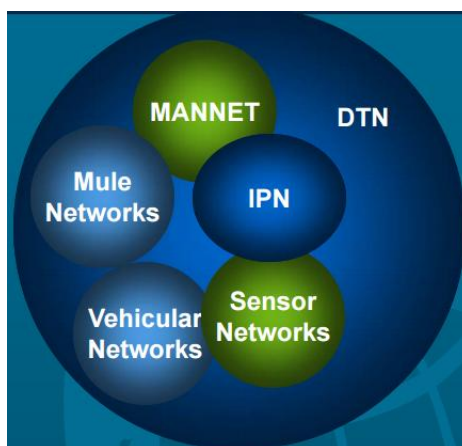 MANNET
DTN
Mule
Networks
IPN
Sensor
Networks
Vehicular
Networks